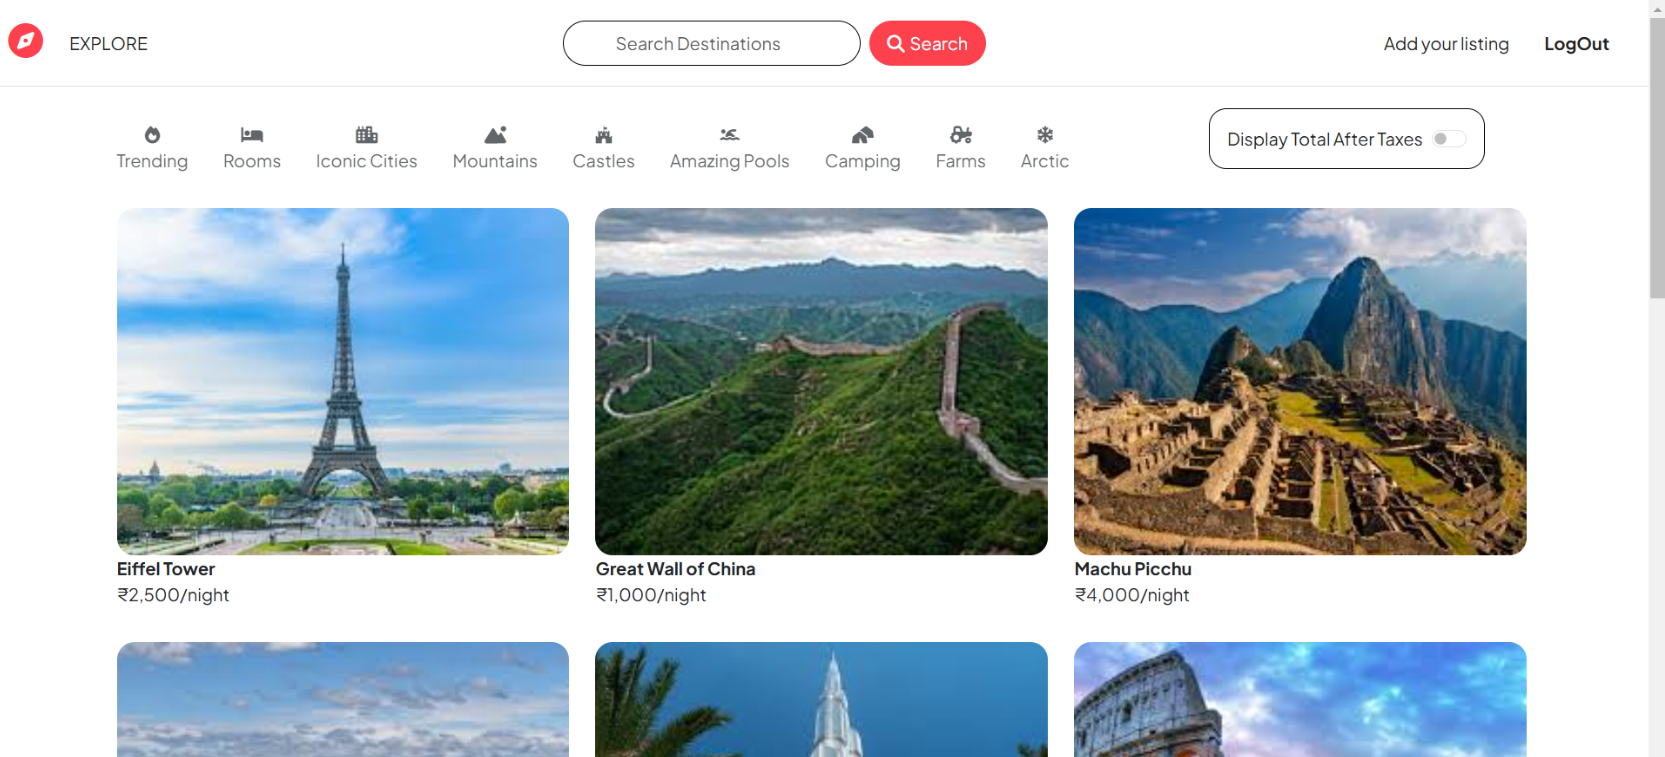 EXPLORE
Search Destinations
Search
Add your listing
LogOut
Trending
Rooms
Iconic Cities
Mountains
Castles
Amazing Pools
Camping
Farms
Arctic
Display Total After Taxes
Eiffel Tower
₹2,500/night
Great Wall of China
₹1,000/night
Machu Picchu
₹4,000/night